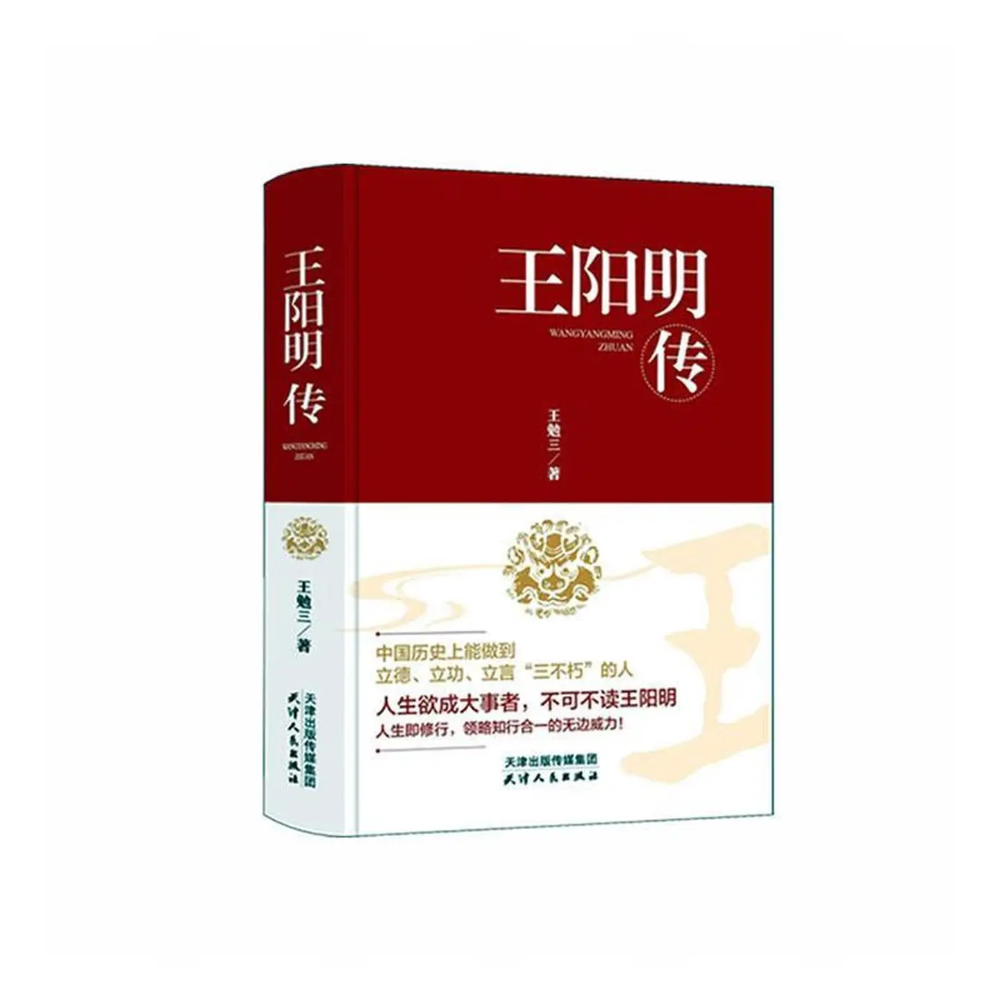 王阳明
传
WANGYANGMING
ZHUAN
王勉三／著
天津出版传媒集团
天津人民出版社
王阳明
WANGYANGMING
ZHUAN
传
王勉三／著
中国历史上能做到
立德、立功、立言“三不朽”的人
人生欲成大事者，不可不读王阳明
人生即修行，领略知行合一的无边威力！
天津出版传媒集团
天津人民出版社